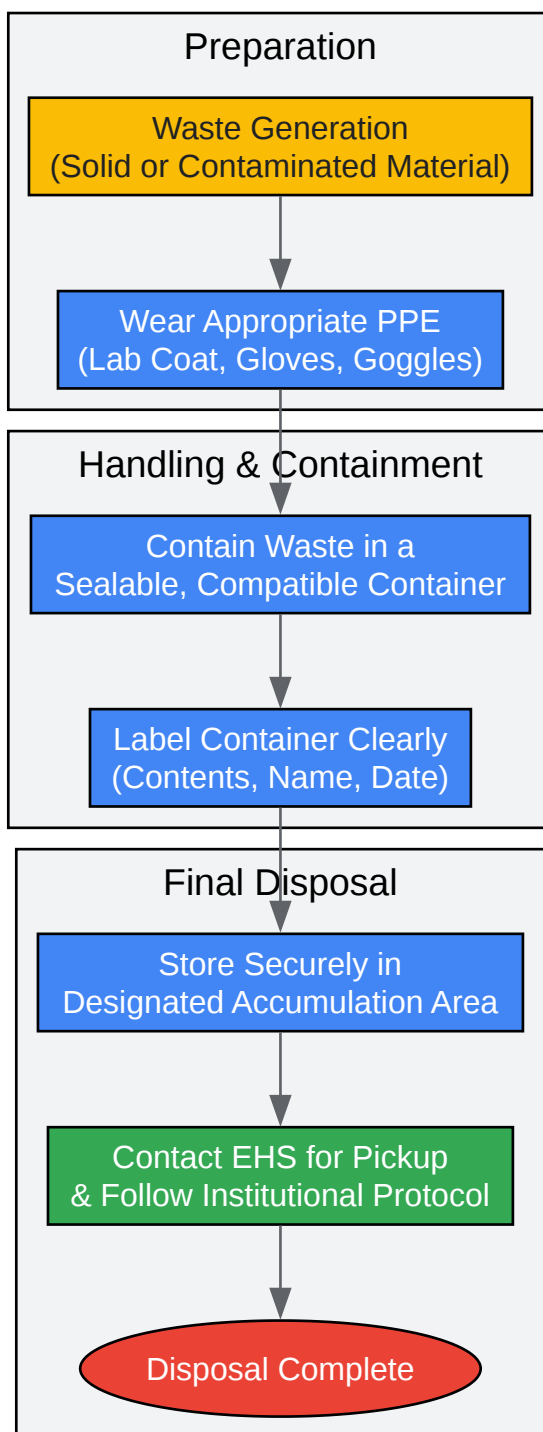 Preparation
Waste Generation
(Solid or Contaminated Material)
Wear Appropriate PPE
(Lab Coat, Gloves, Goggles)
Handling & Containment
Contain Waste in a
Sealable, Compatible Container
Label Container Clearly
(Contents, Name, Date)
Final Disposal
Store Securely in
Designated Accumulation Area
Contact EHS for Pickup
& Follow Institutional Protocol
Disposal Complete